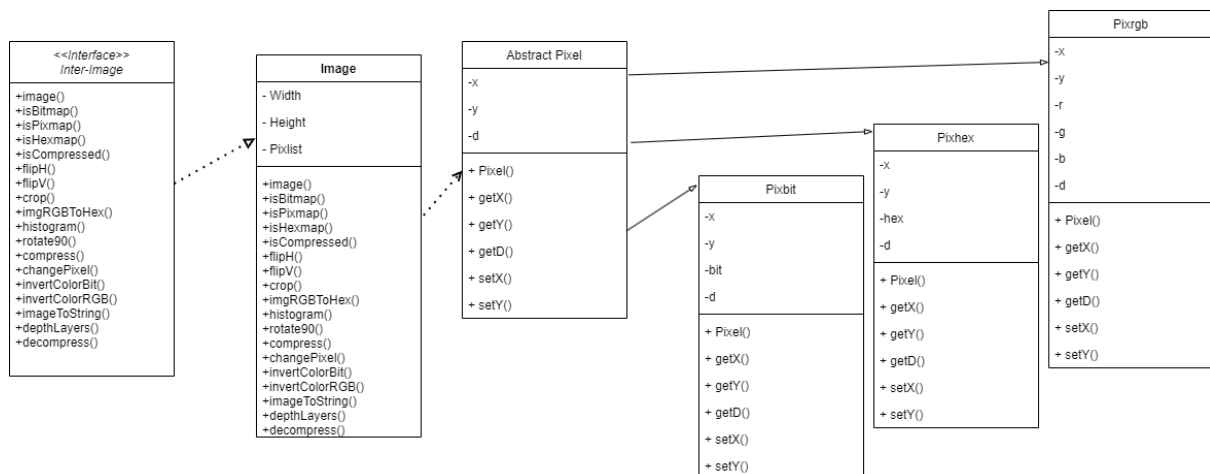 <<Interface>>
Inter-Image
+image()
+isBitmap()
+isPixmap()
+isHexmap()
+isCompressed()
+flipH()
+flipV()
+crop()
+imgRGBToHex()
+histogram()
+rotate90()
+compress()
+changePixel()
+invertColorBit()
+invertColorRGB()
+imageToString()
+depthLayers()
+decompress()
Image
- Width
- Height
- Pixlist
+image()
+isBitmap()
+isPixmap()
+isHexmap()
+isCompressed()
+flipH()
+flipV()
+crop()
+imgRGBToHex()
+histogram()
+rotate90()
+compress()
+changePixel()
+invertColorBit()
+invertColorRGB()
+imageToString()
+depthLayers()
+decompress()
Abstract Pixel
-x
-y
-d
+ Pixel()
+ getX()
+ getY()
+ getD()
+ setX()
+ setY()
Pixbit
-x
-y
-bit
-d
+ Pixel()
+ getX()
+ getY()
+ getD()
+ setX()
+ setY()
Pixhex
-x
-y
-hex
-d
+ Pixel()
+ getX()
+ getY()
+ getD()
+ setX()
+ setY()
Pixrgb
-x
-y
-r
-g
-b
-d
+ Pixel()
+ getX()
+ getY()
+ getD()
+ setX()
+ setY()